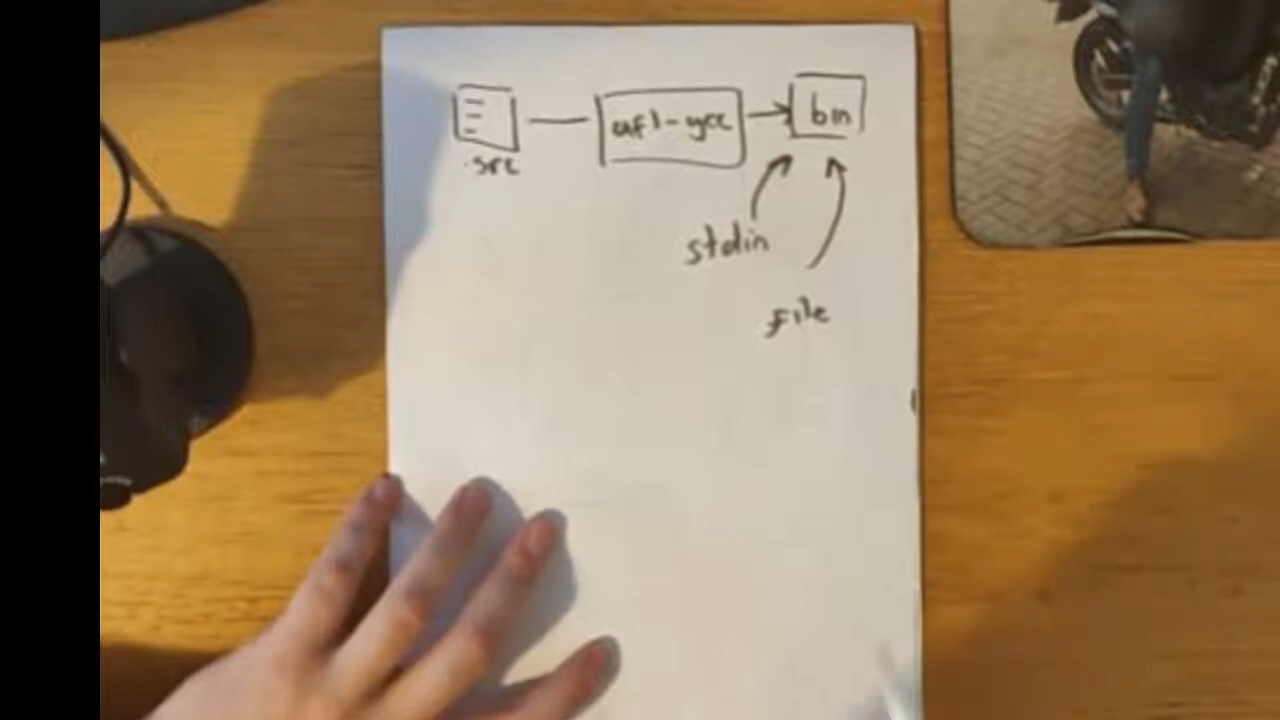 afl-gcc
bin
.src
stdin
file